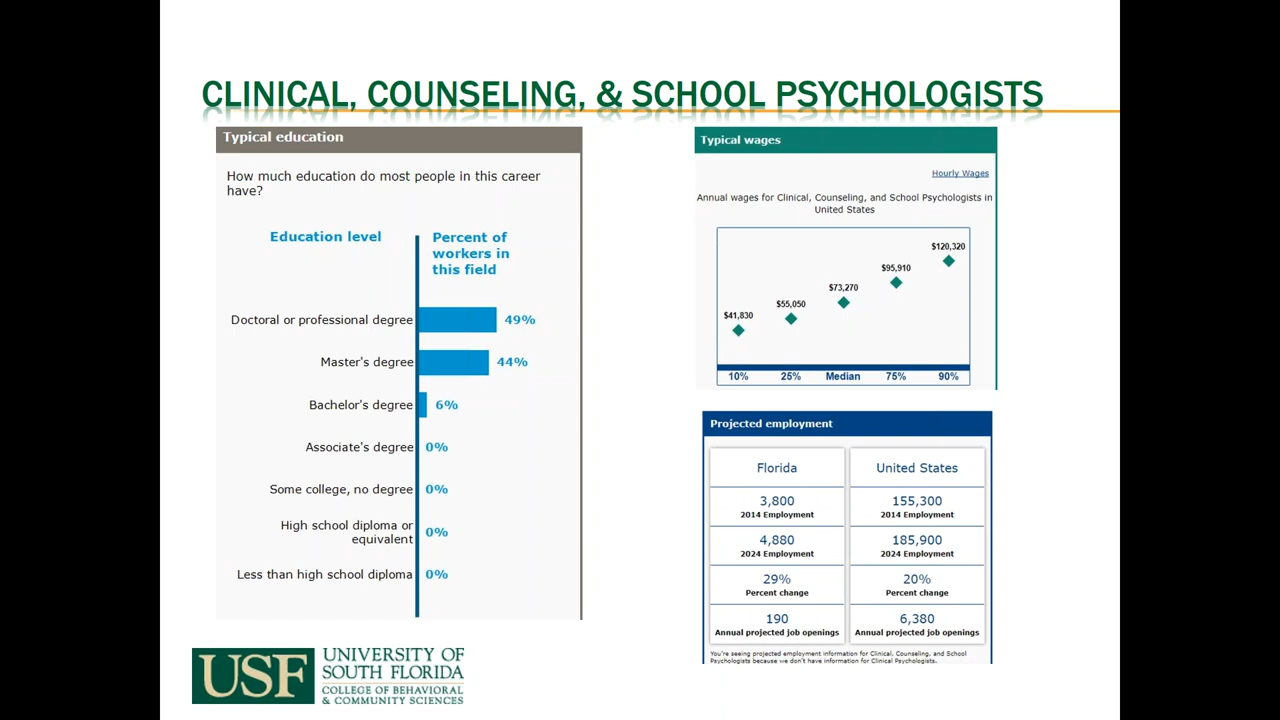 CLINICAL, COUNSELING, & SCHOOL PSYCHOLOGISTS
Typical education
How much education do most people in this career
have?
Education level
Percent of
workers in
this field
Doctoral or professional degree 49%
Master's degree 44%
Bachelor's degree 6%
Associate's degree 0%
Some college, no degree 0%
High school diploma or
equivalent 0%
Less than high school diploma 0%
Typical wages
Hourly Wages
Annual wages for Clinical, Counseling, and School Psychologists in
United States
$120,320
$95,910
$73,270
$55,050
$41,830
10% 25% Median 75% 90%
Projected employment
Florida United States
3,800 155,300
2014 Employment 2014 Employment
4,880 185,900
2024 Employment 2024 Employment
29% 20%
Percent change Percent change
190 6,380
Annual projected job openings Annual projected job openings
You're seeing projected employment information for Clinical, Counseling, and School
Psychologists because we don't have information for Clinical Psychologists.
USF
UNIVERSITY OF
SOUTH FLORIDA
COLLEGE OF BEHAVIORAL
& COMMUNITY SCIENCES